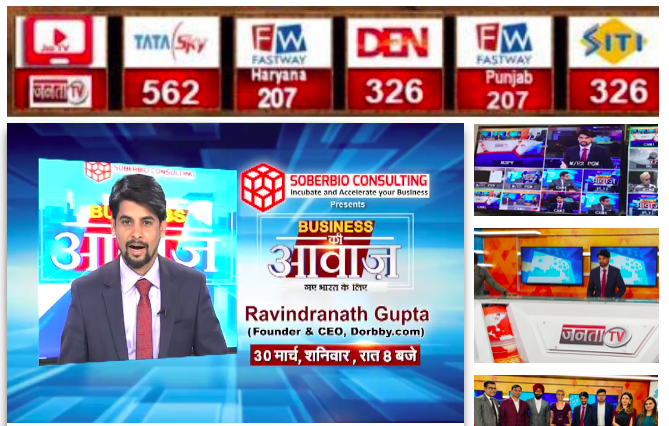 Jio TV
जनता TV
TATA Sky
562
FW
FASTWAY
Haryana
207
DEN
326
FW
FASTWAY
Punjab
207
SITI
326
SOBERBIO CONSULTING
आवाज़
SOBERBIO CONSULTING
Incubate and Accelerate your Business
Presents
BUSINESS
की
आवाज़
नए भारत के लिए
Ravindranath Gupta
(Founder & CEO, Dorbby.com)
30 मार्च, शनिवार , रात 8 बजे
जनता TV